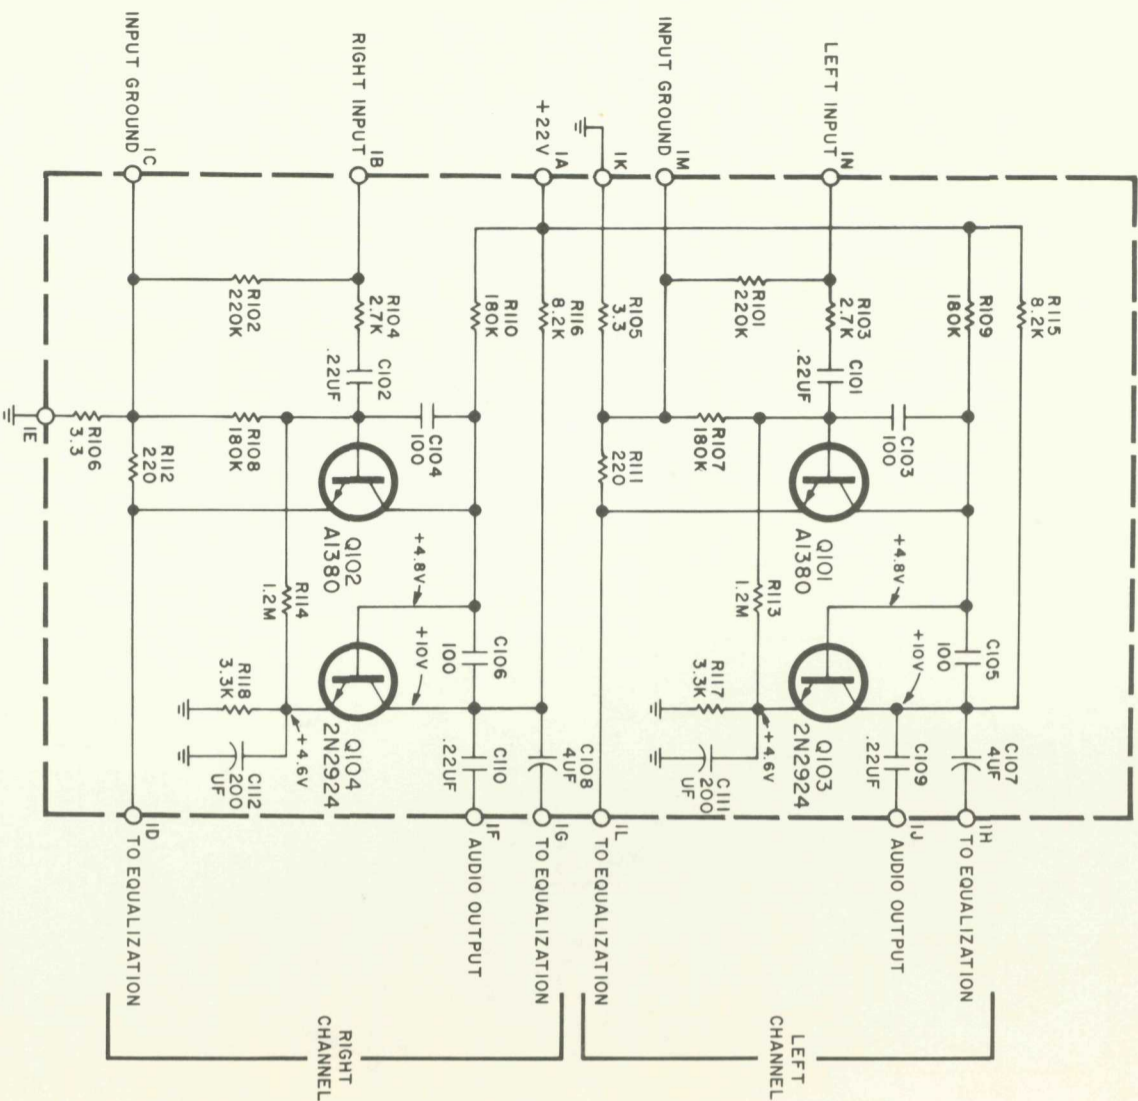 LEFT INPUT
1N
INPUT GROUND
1M
1K
+22V
1A
RIGHT INPUT
1B
INPUT GROUND
1C
R115
8.2K
R109
180K
R103
2.7K
C101
.22UF
R101
220K
C103
100
R107
180K
Q101
A1380
R105
3.3
R111
220
+4.8V
R113
1.2M
C105
100
+10V
Q103
2N2924
+4.6V
R117
3.3K
C111
200
UF
C109
.22UF
C107
4UF
1H
TO EQUALIZATION
1J
AUDIO OUTPUT
1L
TO EQUALIZATION
LEFT
CHANNEL
R116
8.2K
R110
180K
R104
2.7K
C102
.22UF
R102
220K
C104
100
R108
180K
Q102
A1380
R106
3.3
1E
R112
220
+4.8V
R114
1.2M
C106
100
+10V
Q104
2N2924
+4.6V
R118
3.3K
C112
200
UF
C110
.22UF
C108
4UF
1G
TO EQUALIZATION
1F
AUDIO OUTPUT
1D
TO EQUALIZATION
RIGHT
CHANNEL